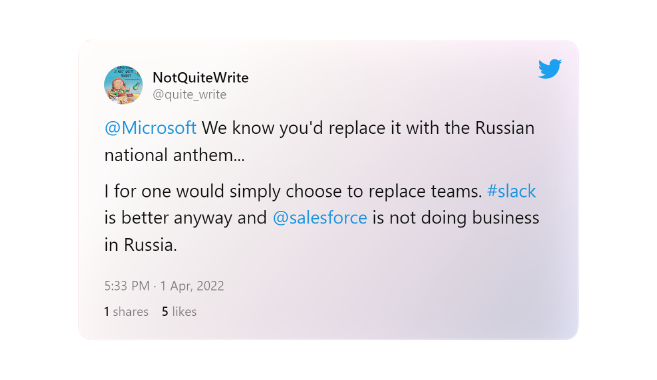 NotQuiteWrite
@quite_write
@Microsoft We know you'd replace it with the Russian
national anthem...
I for one would simply choose to replace teams. #slack
is better anyway and @salesforce is not doing business
in Russia.
5:33 PM · 1 Apr, 2022
1 shares 5 likes